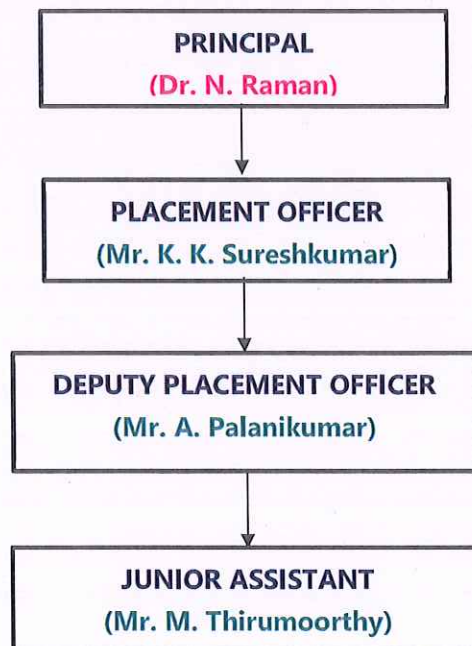 PRINCIPAL
(Dr. N. Raman)
PLACEMENT OFFICER
(Mr. K. K. Sureshkumar)
DEPUTY PLACEMENT OFFICER
(Mr. A. Palanikumar)
JUNIOR ASSISTANT
(Mr. M. Thirumoorthy)